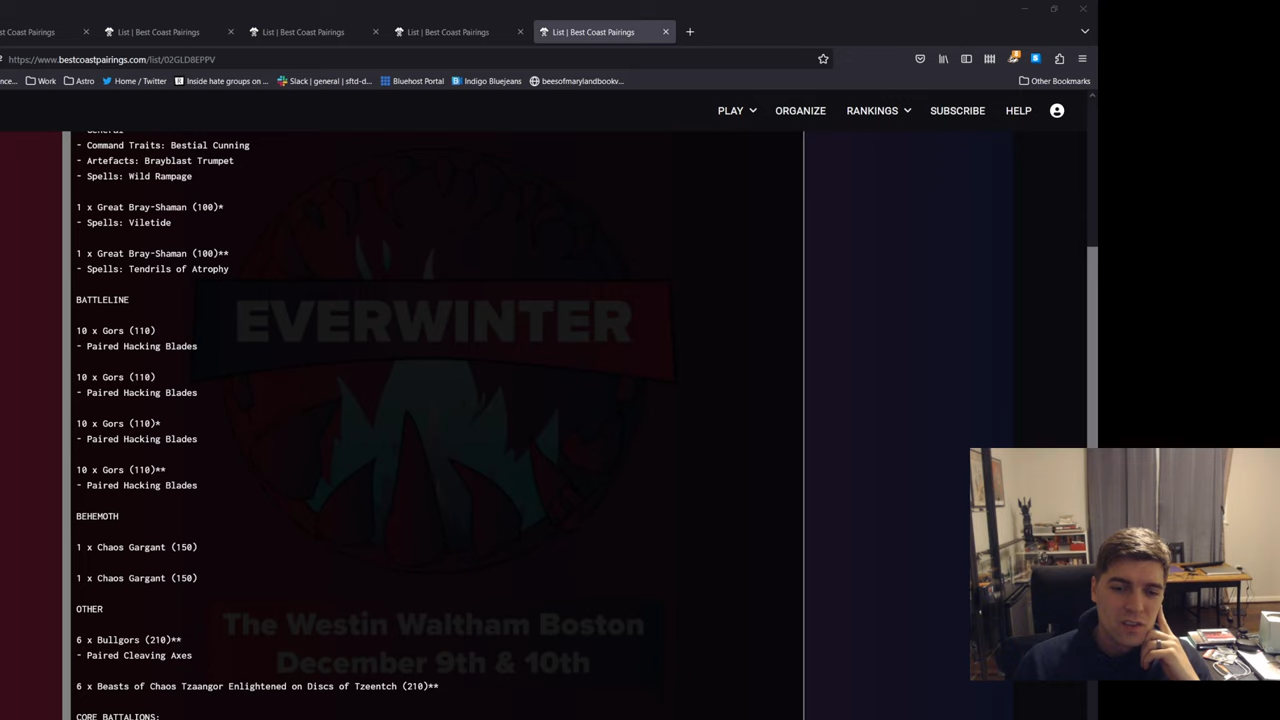 List | Best Coast Pairings
List | Best Coast Pairings
List | Best Coast Pairings
List | Best Coast Pairings
https://www.bestcoastpairings.com/list/02GLD8EPPV
Work
Astro
Home / Twitter
Inside hate groups on ...
Slack | general | sftd-d...
Bluehost Portal
Indigo Bluejeans
beesofmarylandbookv...
Other Bookmarks
PLAY
ORGANIZE
RANKINGS
SUBSCRIBE
HELP
General
- Command Traits: Bestial Cunning
- Artefacts: Brayblast Trumpet
- Spells: Wild Rampage
1 x Great Bray-Shaman (100)*
- Spells: Viletide
1 x Great Bray-Shaman (100)**
- Spells: Tendrils of Atrophy
BATTLELINE
10 x Gors (110)
- Paired Hacking Blades
10 x Gors (110)
- Paired Hacking Blades
10 x Gors (110)*
- Paired Hacking Blades
10 x Gors (110)**
- Paired Hacking Blades
BEHEMOTH
1 x Chaos Gargant (150)
1 x Chaos Gargant (150)
OTHER
6 x Bullgors (210)**
- Paired Cleaving Axes
6 x Beasts of Chaos Tzaangor Enlightened on Discs of Tzeentch (210)**
CORE BATTALIONS:
EVERWINTER
The Westin Waltham Boston
December 9th & 10th